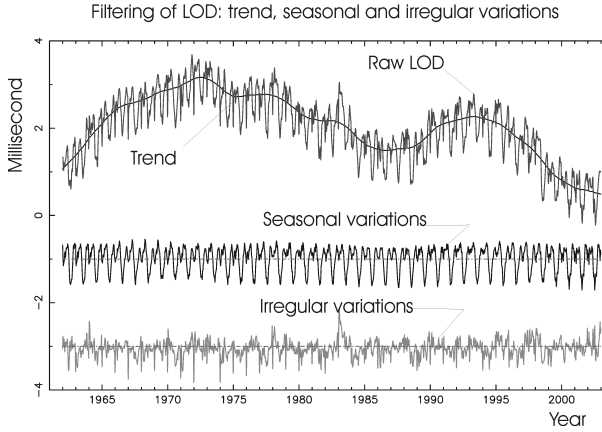 Filtering of LOD: trend, seasonal and irregular variations
Millisecond
4
2
0
−2
−4
Raw LOD
Trend
Seasonal variations
Irregular variations
1965 1970 1975 1980 1985 1990 1995 2000
Year